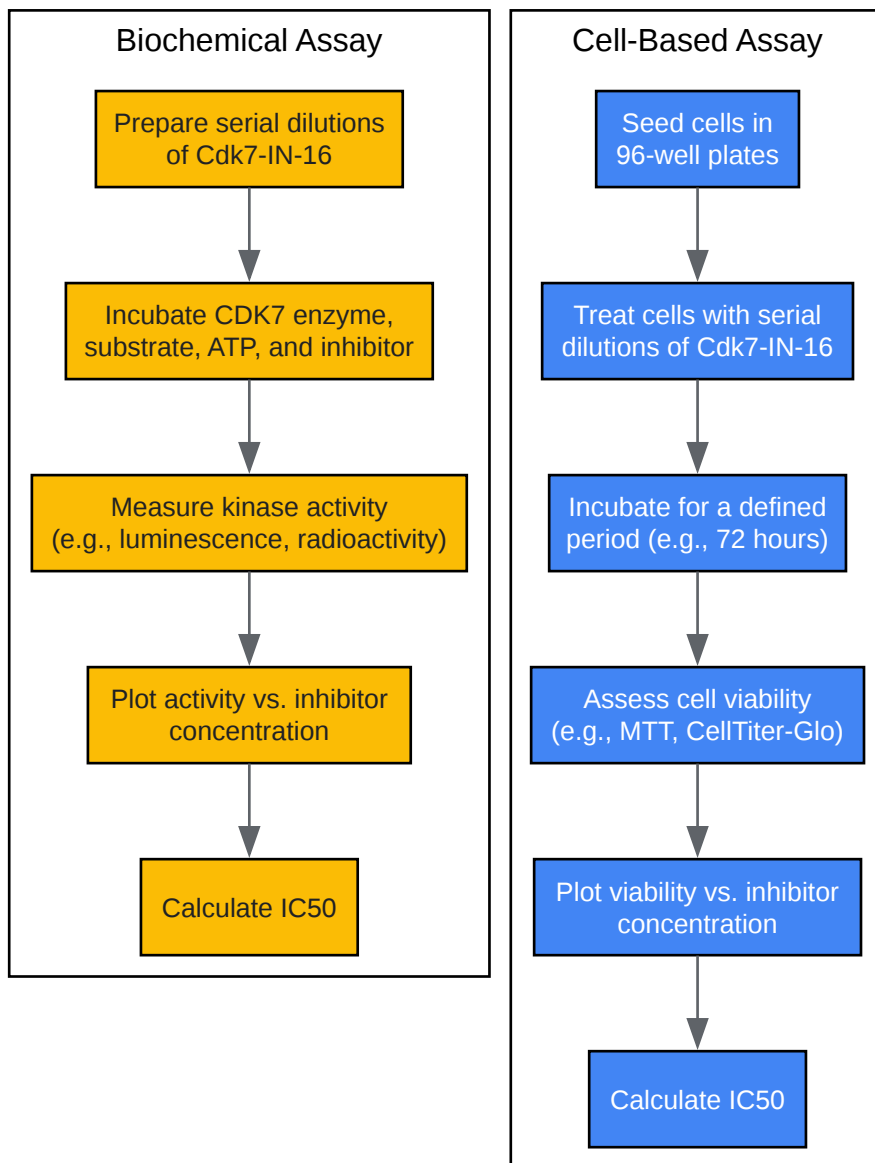 Biochemical Assay
Prepare serial dilutions
of Cdk7-IN-16
Incubate CDK7 enzyme,
substrate, ATP, and inhibitor
Measure kinase activity
(e.g., luminescence, radioactivity)
Plot activity vs. inhibitor
concentration
Calculate IC50
Cell-Based Assay
Seed cells in
96-well plates
Treat cells with serial
dilutions of Cdk7-IN-16
Incubate for a defined
period (e.g., 72 hours)
Assess cell viability
(e.g., MTT, CellTiter-Glo)
Plot viability vs. inhibitor
concentration
Calculate IC50